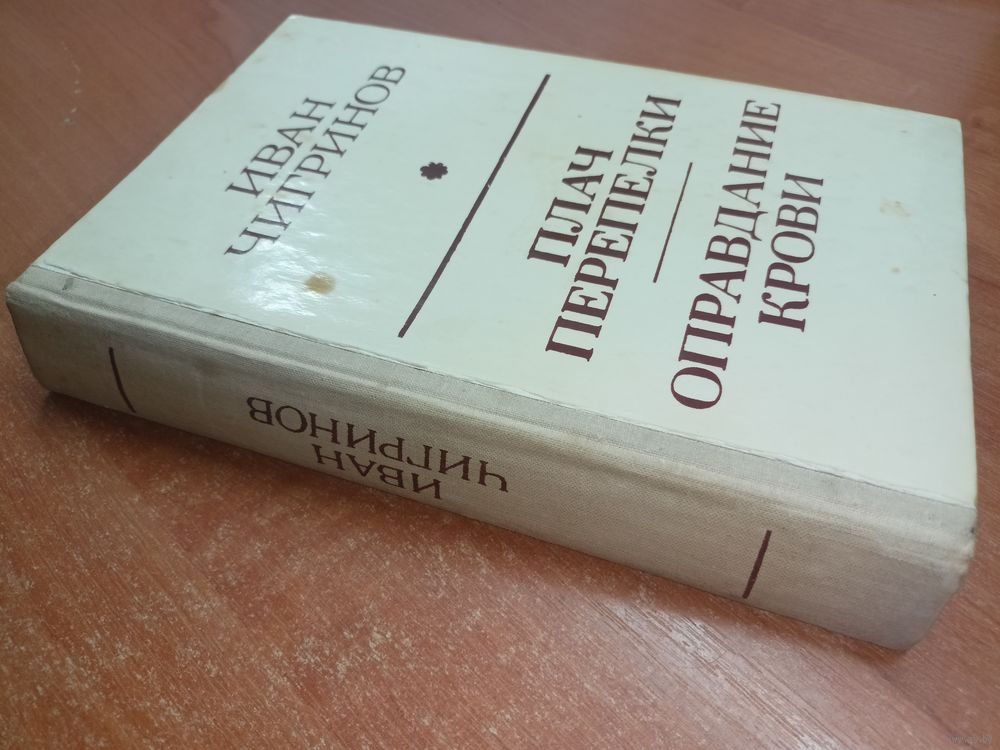 ИВАН
ЧИГРИНОВ
ПЛАЧ
ПЕРЕПЕЛКИ
ОПРАВДАНИЕ
КРОВИ
ИВАН
ЧИГРИНОВ